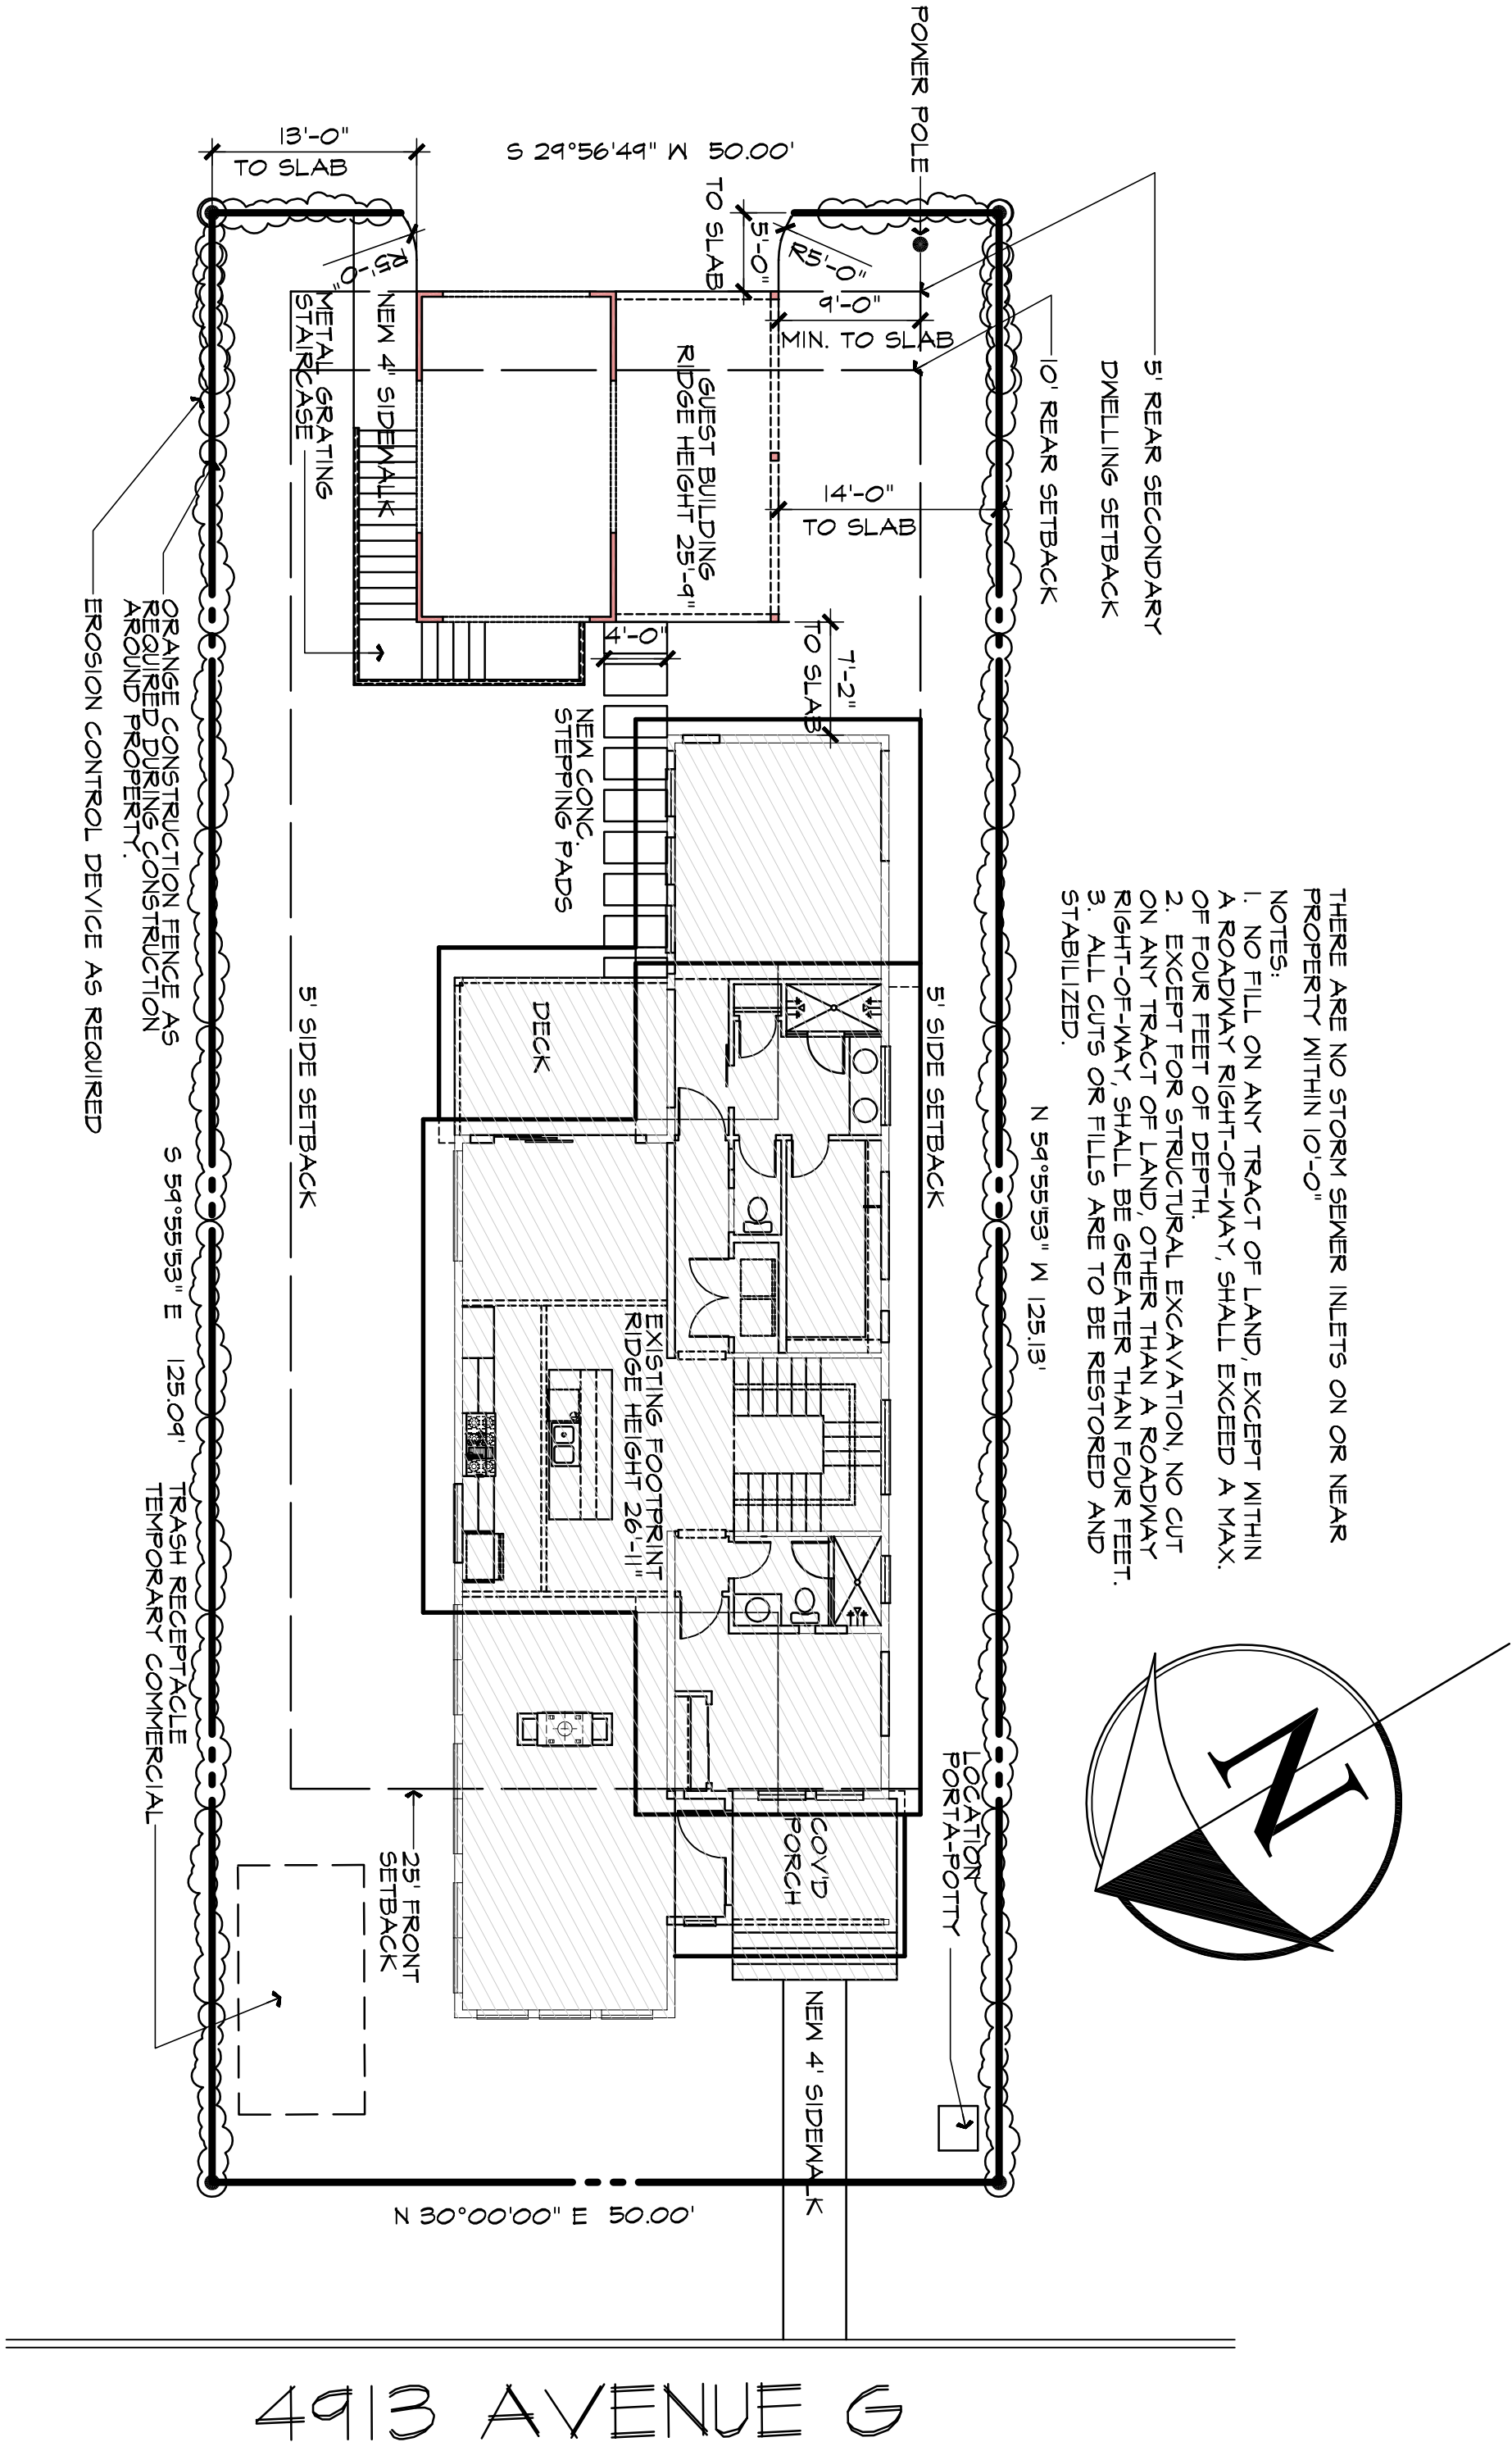 POWER POLE
13'-0"
TO SLAB
S 29°56'49" W 50.00'
5'-0"
TO SLAB
R5'-0"
R5'-0"
9'-0"
MIN. TO SLAB
5' REAR SECONDARY
DWELLING SETBACK
10' REAR SETBACK
NEW 4" SIDEWALK
METAL GRATING
STAIRCASE
GUEST BUILDING
RIDGE HEIGHT 25'-9"
14'-0"
TO SLAB
4'-0"
7'-2"
TO SLAB
NEW CONC.
STEPPING PADS
ORANGE CONSTRUCTION FENCE AS
REQUIRED DURING CONSTRUCTION
AROUND PROPERTY.
EROSION CONTROL DEVICE AS REQUIRED
THERE ARE NO STORM SEWER INLETS ON OR NEAR
PROPERTY WITHIN 10'-0"
NOTES:
1. NO FILL ON ANY TRACT OF LAND, EXCEPT WITHIN
A ROADWAY RIGHT-OF-WAY, SHALL EXCEED A MAX.
OF FOUR FEET OF DEPTH.
2. EXCEPT FOR STRUCTURAL EXCAVATION, NO CUT
ON ANY TRACT OF LAND, OTHER THAN A ROADWAY
RIGHT-OF-WAY, SHALL BE GREATER THAN FOUR FEET.
3. ALL CUTS OR FILLS ARE TO BE RESTORED AND
STABILIZED.
5' SIDE SETBACK
DECK
5' SIDE SETBACK
N 59°55'53" W 125.13'
S 59°55'53" E 125.09'
EXISTING FOOTPRINT
RIDGE HEIGHT 26'-11"
TRASH RECEPTACLE
TEMPORARY COMMERCIAL
N
LOCATION
PORTA-POTTY
COV'D
PORCH
25' FRONT
SETBACK
NEW 4' SIDEWALK
N 30°00'00" E 50.00'
4913 AVENUE G